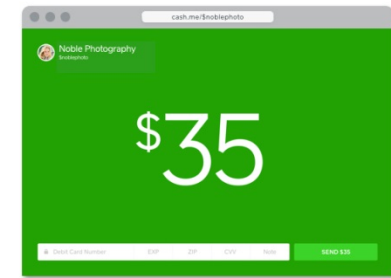 cash.me/$noblephoto
Noble Photography
$noblephoto
$35
Debit Card Number EXP ZIP CVV Note
SEND $35